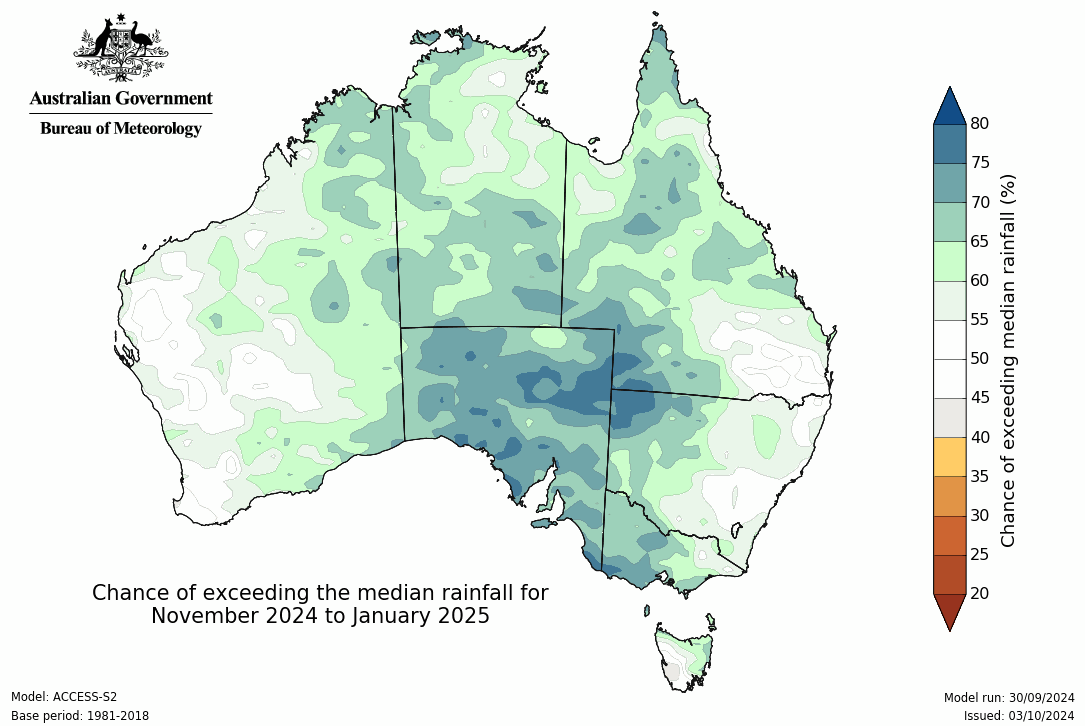 Australian Government
Bureau of Meteorology
80
75
70
65
60
55
50
45
40
35
30
25
20
Chance of exceeding median rainfall (%)
Chance of exceeding the median rainfall for
November 2024 to January 2025
Model: ACCESS-S2
Base period: 1981-2018
Model run: 30/09/2024
Issued: 03/10/2024